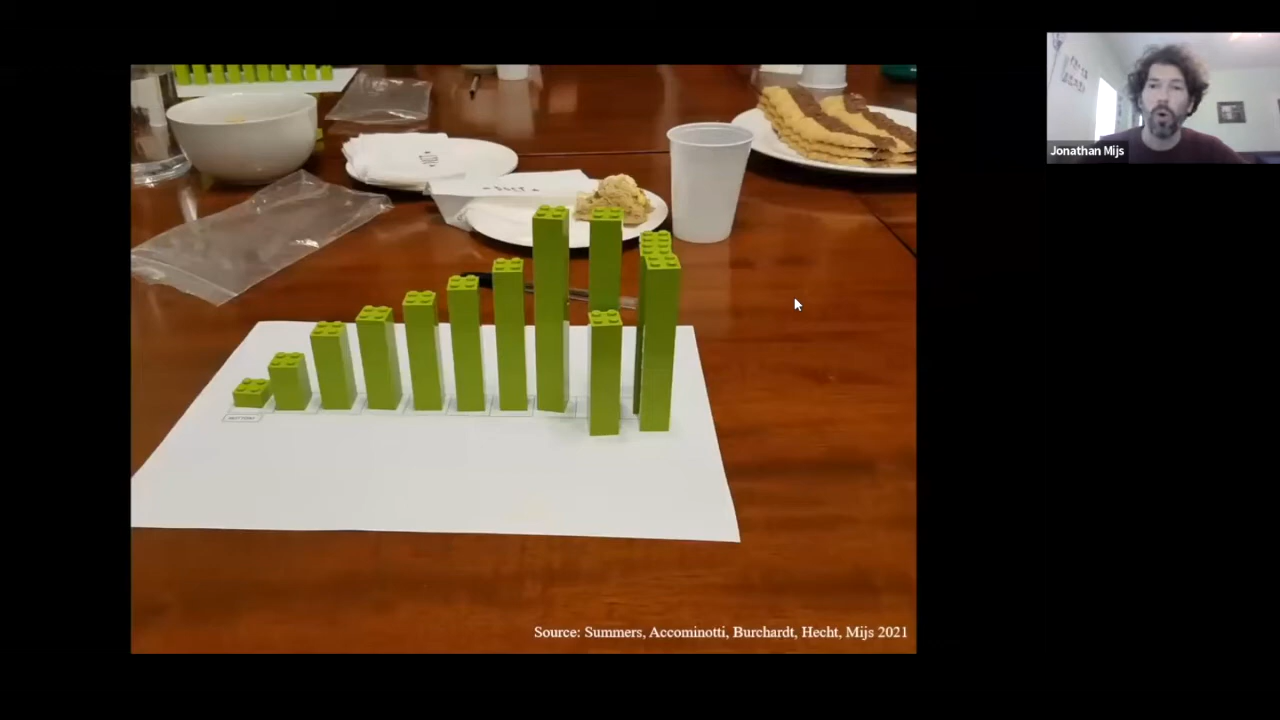 Jonathan Mijs
Source: Summers, Accominotti, Burchardt, Hecht, Mijs 2021